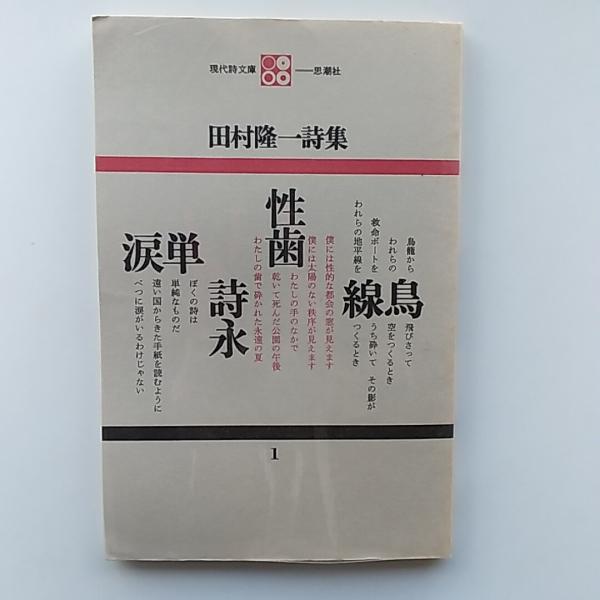 現代詩文庫
思潮社
田村隆一詩集
鳥籠から 鳥 飛びさって
われらの 空をつくるとき
救命ボートを うち砕いて その影が
われらの地平線を 線 つくるとき
性歯
僕には性的な都会の窓が見えます
僕には太陽のない秩序が見えます
わたしの手のなかで
乾いて死んだ公園の午後
わたしの歯で砕かれた永遠の夏
詩永
単涙
ぼくの詩は
単純なものだ
遠い国からきた手紙を読むように
べつに涙がいるわけじゃない
1